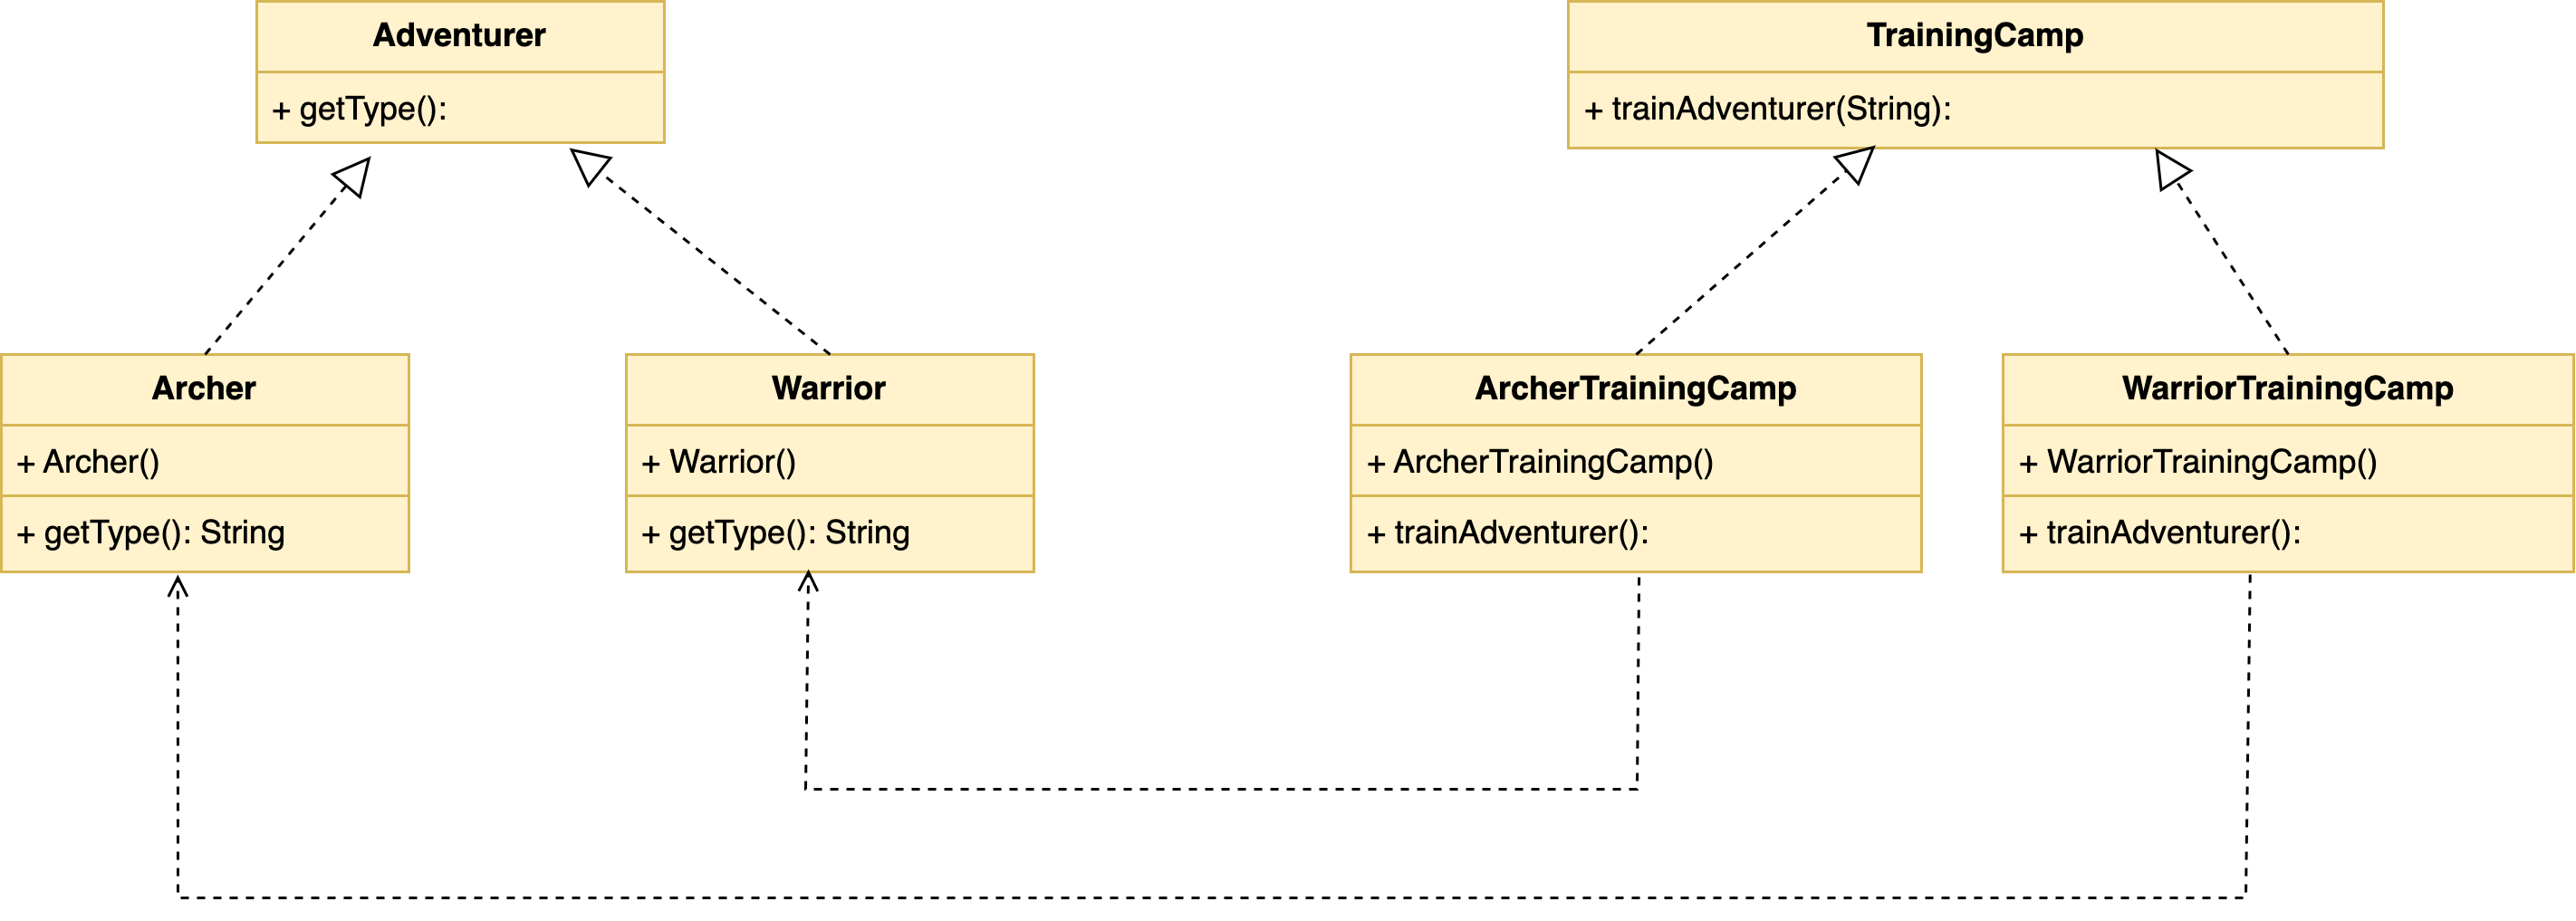 Adventurer
+ getType():
TrainingCamp
+ trainAdventurer(String):
Archer
+ Archer()
+ getType(): String
Warrior
+ Warrior()
+ getType(): String
ArcherTrainingCamp
+ ArcherTrainingCamp()
+ trainAdventurer():
WarriorTrainingCamp
+ WarriorTrainingCamp()
+ trainAdventurer():